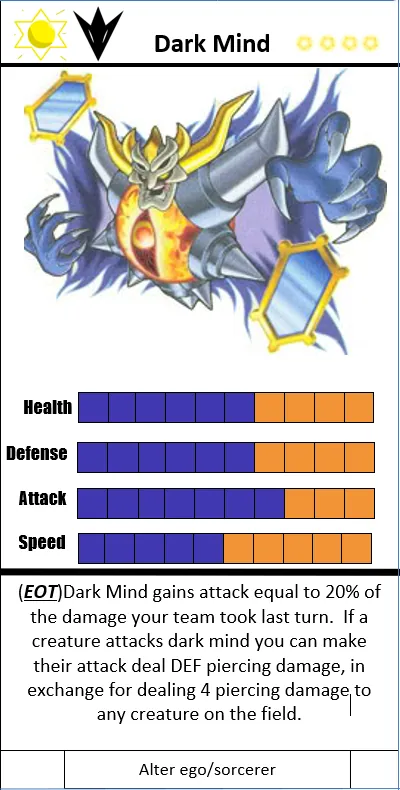 Dark Mind
Health
Defense
Attack
Speed
(EOT)Dark Mind gains attack equal to 20% of
the damage your team took last turn.  If a
creature attacks dark mind you can make
their attack deal DEF piercing damage, in
exchange for dealing 4 piercing damage to
any creature on the field.
Alter ego/sorcerer